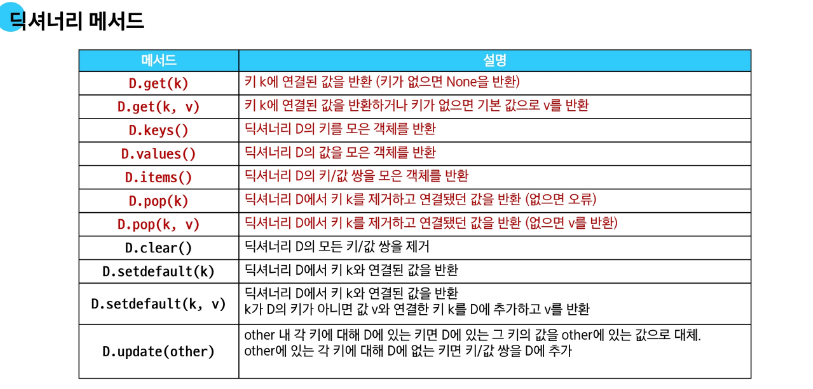 딕셔너리 메서드
메서드 설명
D.get(k) 키 k에 연결된 값을 반환 (키가 없으면 None을 반환)
D.get(k, v) 키 k에 연결된 값을 반환하거나 키가 없으면 기본 값으로 v를 반환
D.keys() 딕셔너리 D의 키를 모은 객체를 반환
D.values() 딕셔너리 D의 값을 모은 객체를 반환
D.items() 딕셔너리 D의 키/값 쌍을 모은 객체를 반환
D.pop(k) 딕셔너리 D에서 키 k를 제거하고 연결됐던 값을 반환 (없으면 오류)
D.pop(k, v) 딕셔너리 D에서 키 k를 제거하고 연결됐던 값을 반환 (없으면 v를 반환)
D.clear() 딕셔너리 D의 모든 키/값 쌍을 제거
D.setdefault(k) 딕셔너리 D에서 키 k와 연결된 값을 반환
D.setdefault(k, v) 딕셔너리 D에서 키 k와 연결된 값을 반환
k가 D의 키가 아니면 값 v와 연결한 키 k를 D에 추가하고 v를 반환
D.update(other) other 내 각 키에 대해 D에 있는 키면 D에 있는 그 키의 값을 other에 있는 값으로 대체.
other에 있는 각 키에 대해 D에 없는 키면 키/값 쌍을 D에 추가